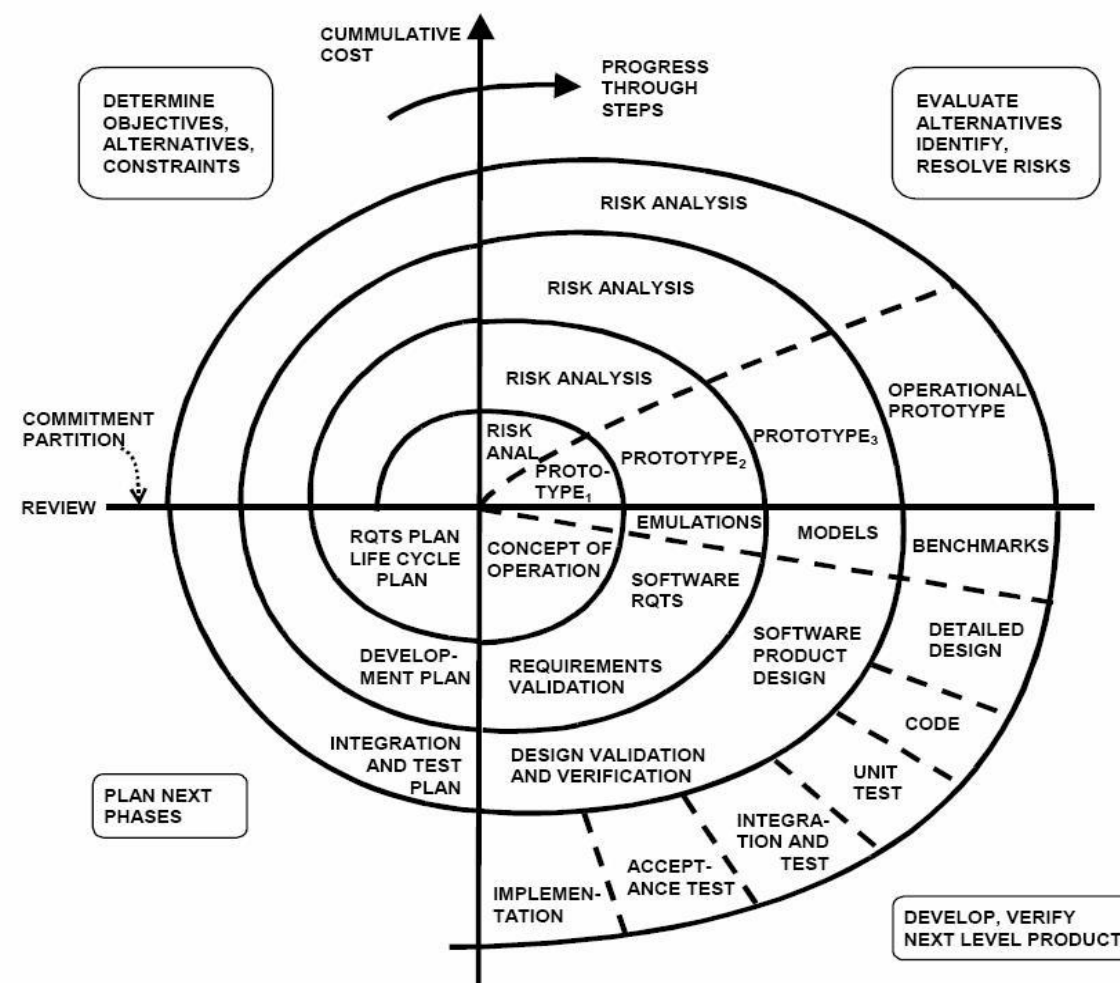 CUMMULATIVE
COST
PROGRESS
THROUGH
STEPS
DETERMINE
OBJECTIVES,
ALTERNATIVES,
CONSTRAINTS
EVALUATE
ALTERNATIVES
IDENTIFY,
RESOLVE RISKS
RISK ANALYSIS
RISK ANALYSIS
RISK ANALYSIS
RISK
ANAL
PROTO-
TYPE₁
PROTOTYPE₂
PROTOTYPE₃
OPERATIONAL
PROTOTYPE
COMMITMENT
PARTITION
REVIEW
EMULATIONS
MODELS
BENCHMARKS
RQTS PLAN
LIFE CYCLE
PLAN
CONCEPT OF
OPERATION
SOFTWARE
RQTS
SOFTWARE
PRODUCT
DESIGN
DETAILED
DESIGN
DEVELOP-
MENT PLAN
REQUIREMENTS
VALIDATION
CODE
INTEGRATION
AND TEST
PLAN
DESIGN VALIDATION
AND VERIFICATION
UNIT
TEST
INTEGRA-
TION AND
TEST
ACCEPT-
ANCE TEST
IMPLEMEN-
TATION
PLAN NEXT
PHASES
DEVELOP, VERIFY
NEXT LEVEL PRODUCT